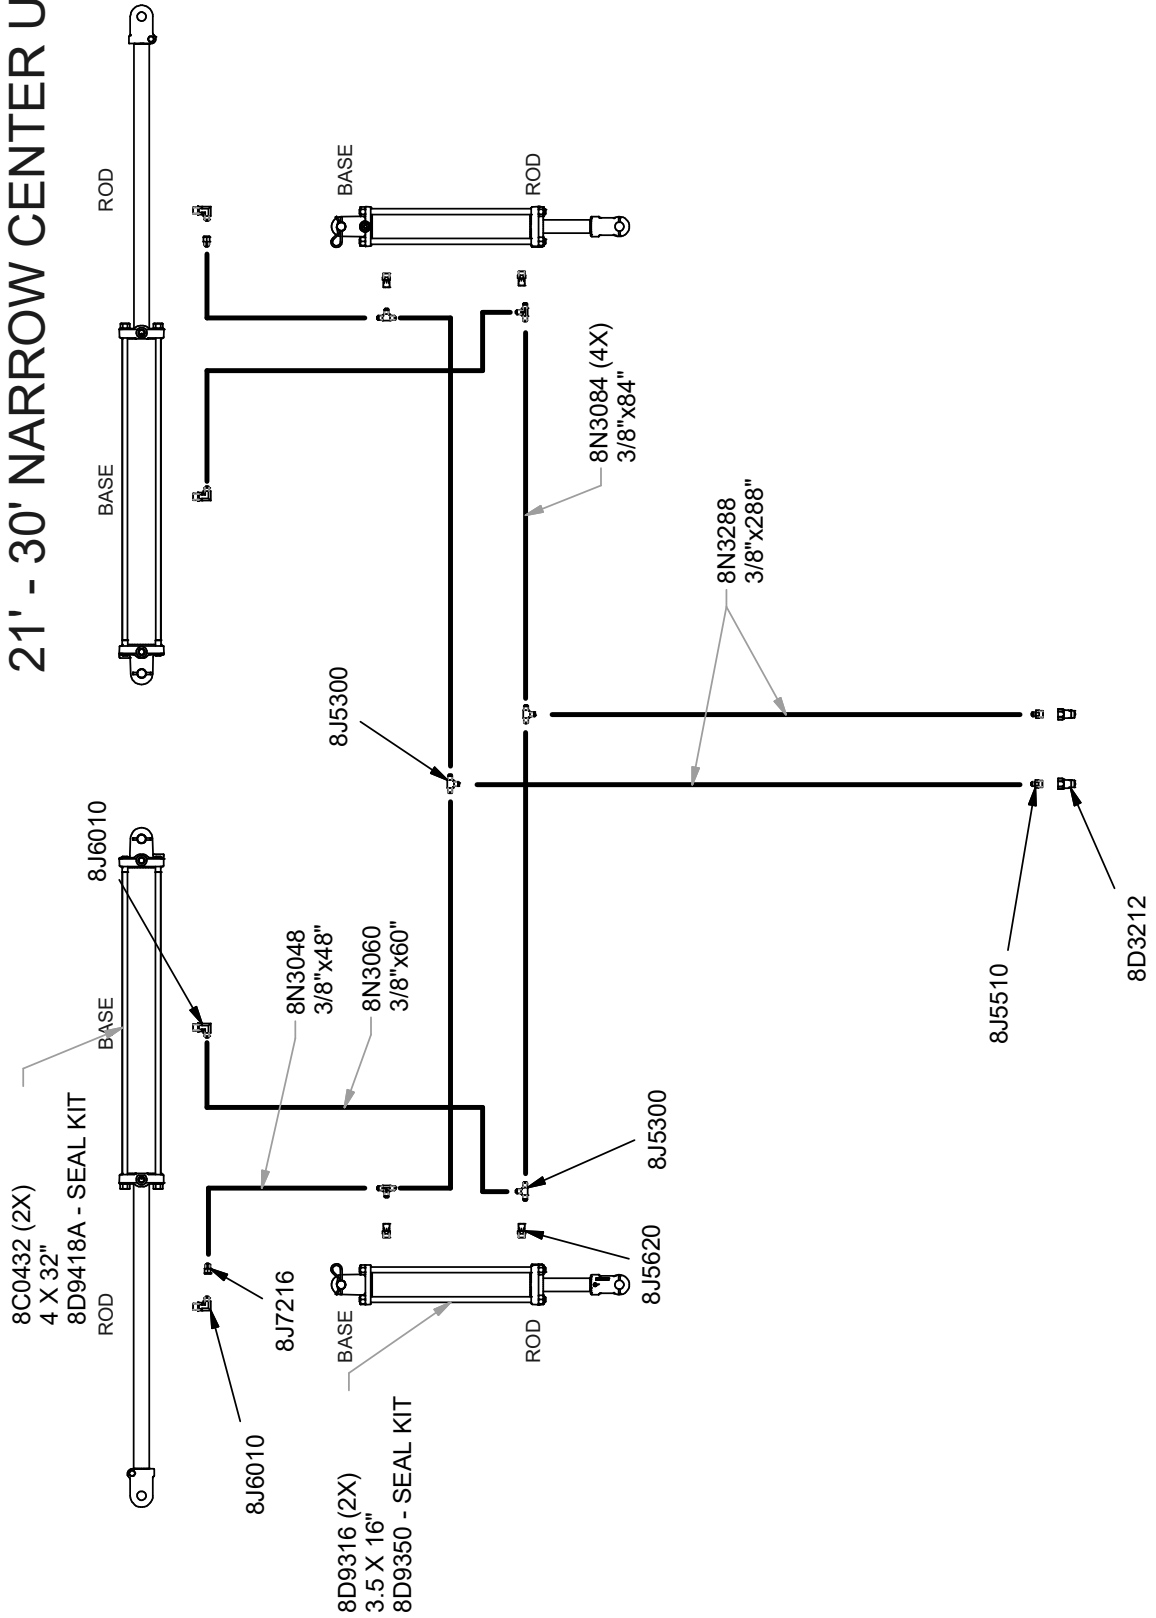 21' - 30' NARROW CENTER U
8C0432 (2X)
4 X 32"
8D9418A - SEAL KIT
ROD
BASE
8J6010
BASE
ROD
8J6010
8J7216
8N3048
3/8"x48"
8N3060
3/8"x60"
8J5300
BASE
ROD
8D9316 (2X)
3.5 X 16"
8D9350 - SEAL KIT
BASE
ROD
8J5620
8J5300
8N3084 (4X)
3/8"x84"
8N3288
3/8"x288"
8J5510
8D3212